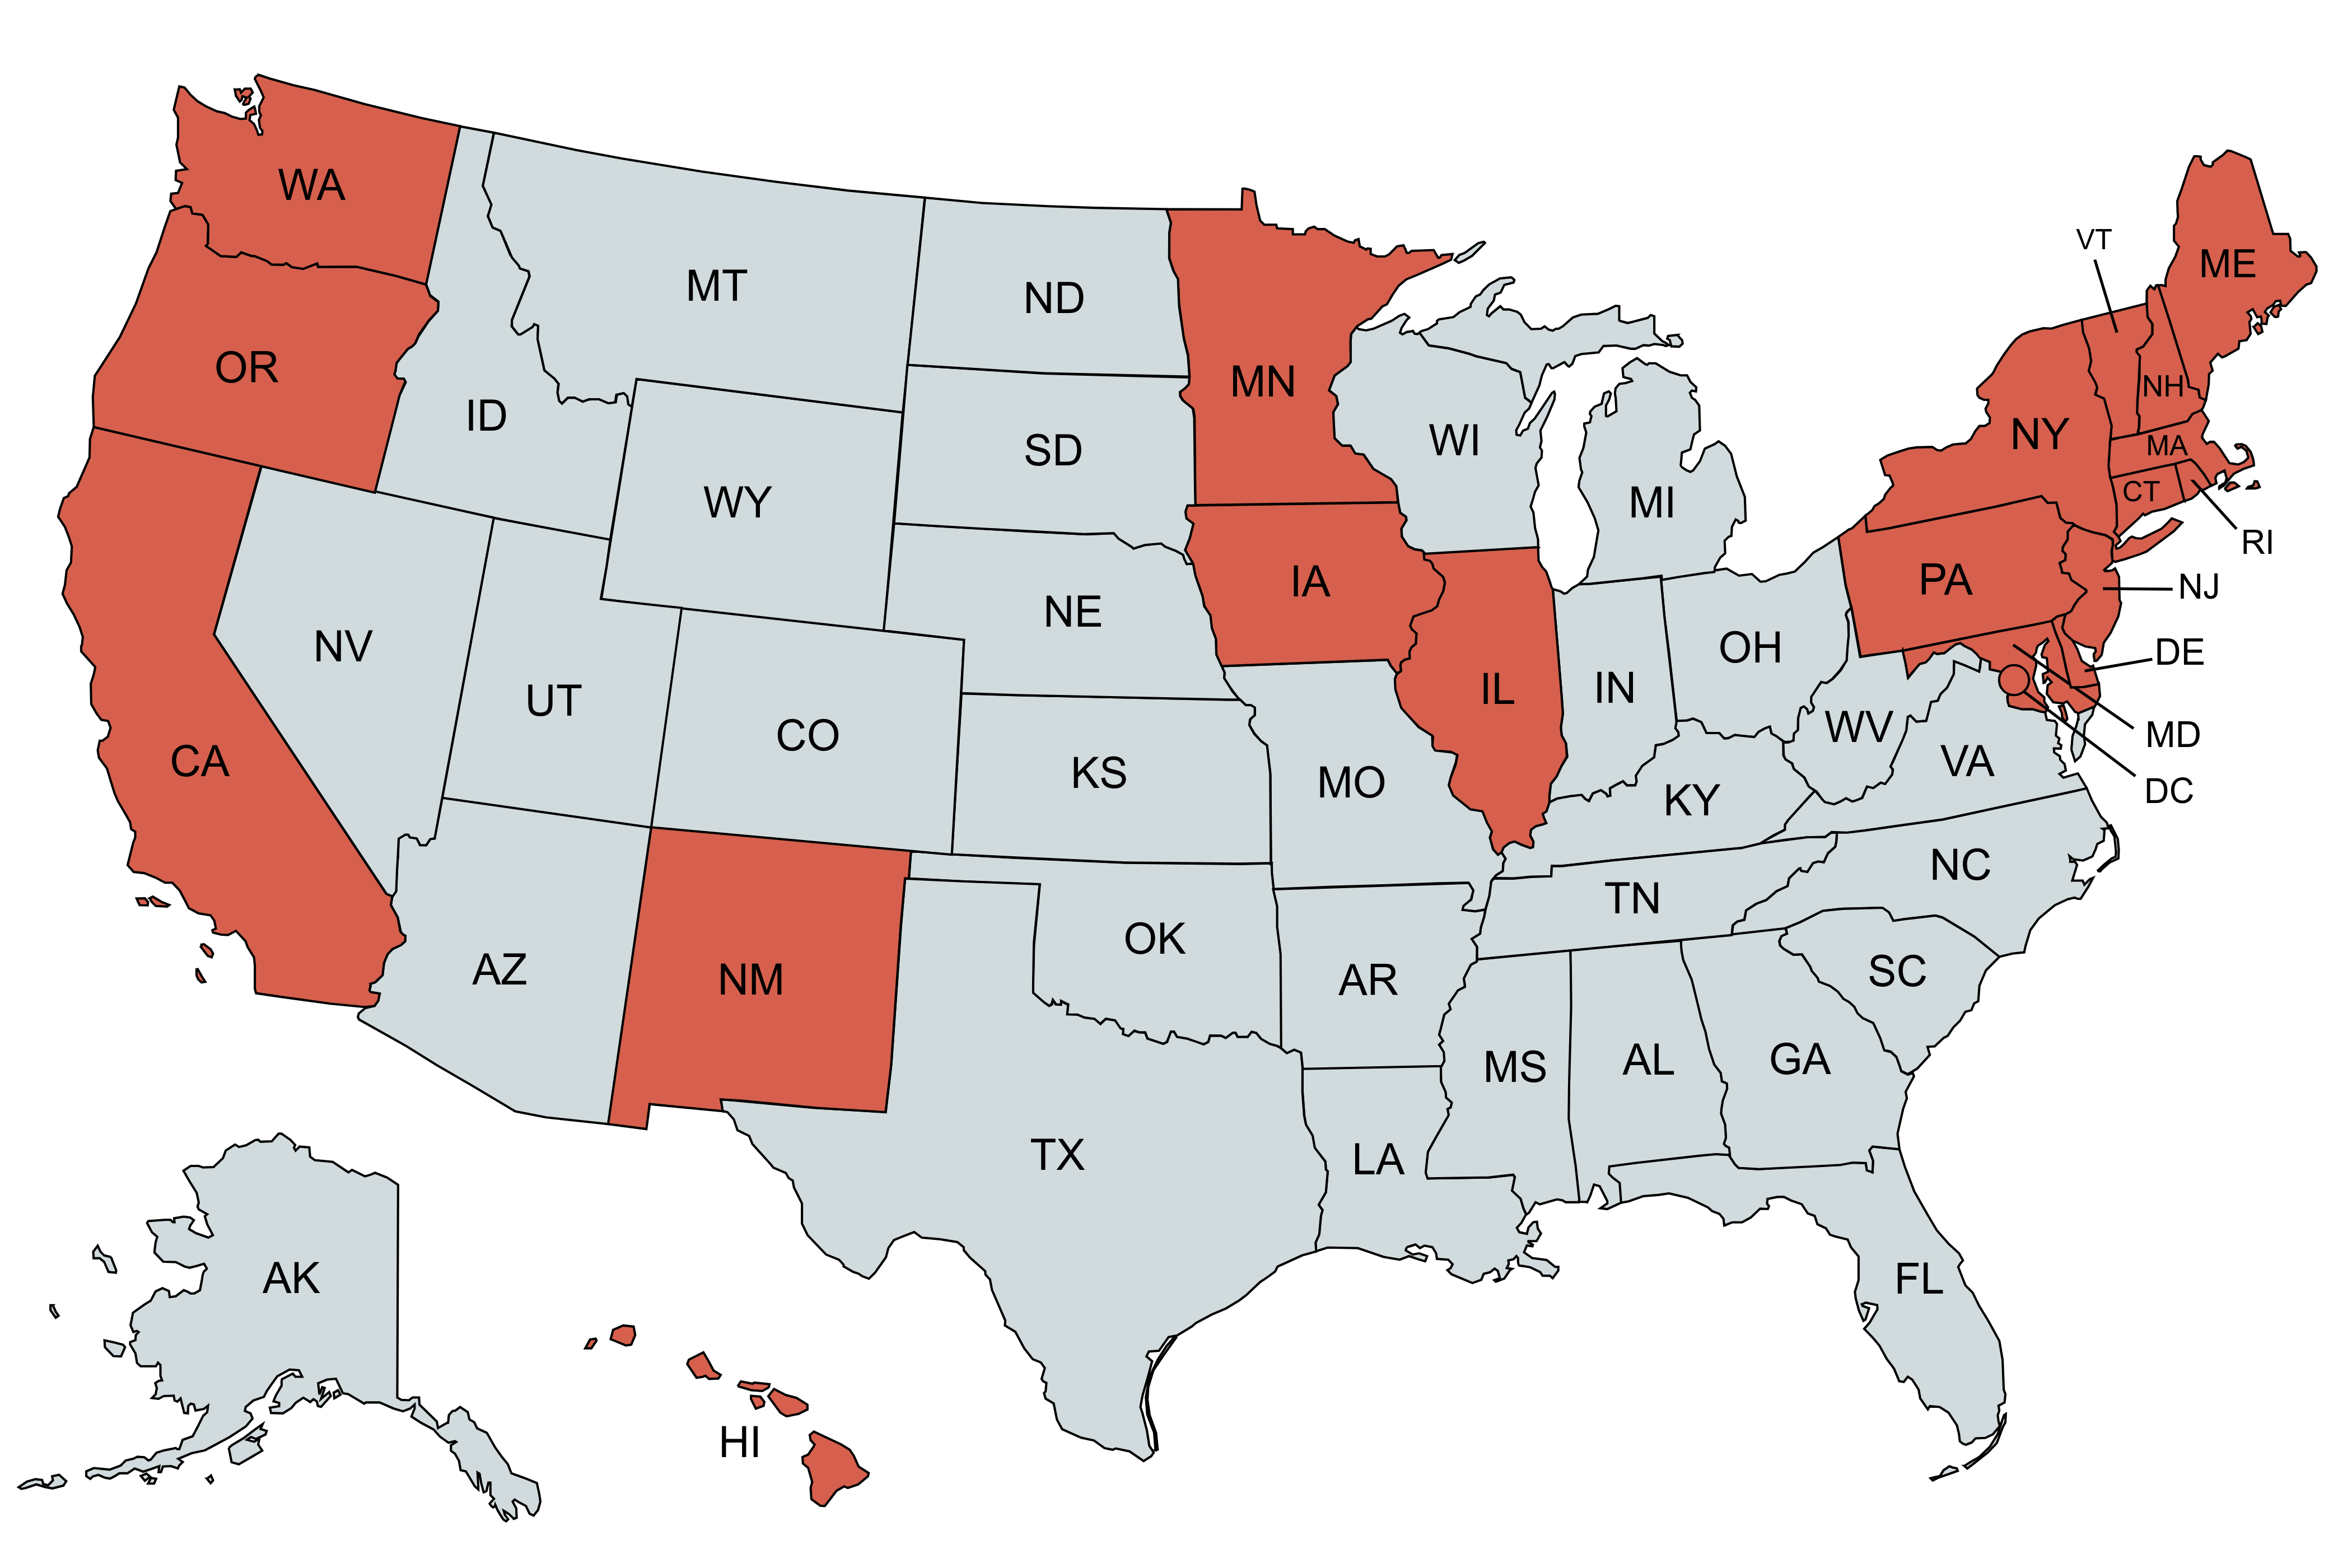 WA
OR
CA
ID
NV
MT
WY
UT
AZ
CO
NM
ND
SD
NE
KS
OK
TX
MN
IA
MO
AR
LA
WI
IL
MI
IN
OH
KY
TN
MS
AL
GA
FL
SC
NC
VA
WV
PA
NY
VT
NH
ME
MA
CT
RI
NJ
DE
MD
DC
AK
HI